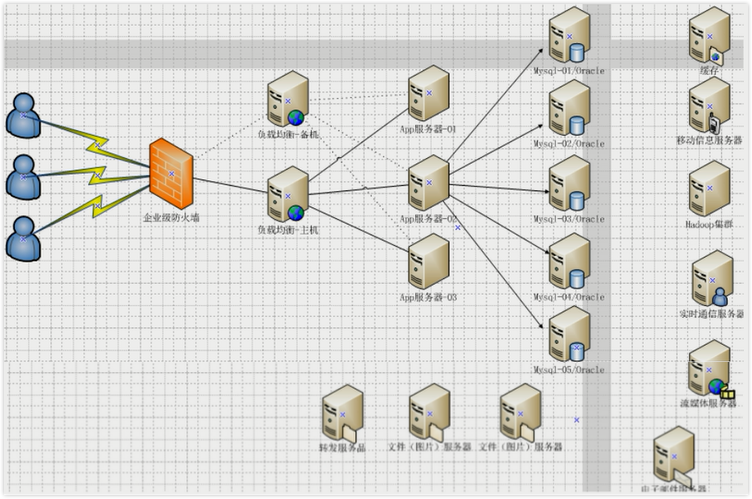 Mysql-01/Oracle
缓存
负载均衡-备机
App服务器-01
Mysql-02/Oracle
移动信息服务器
企业级防火墙
负载均衡-主机
App服务器-02
Mysql-03/Oracle
Hadoop集群
App服务器-03
Mysql-04/Oracle
实时通信服务器
Mysql-05/Oracle
流媒体服务器
转发服务品
文件（图片）服务器
文件（图片）服务器
电子邮件服务器